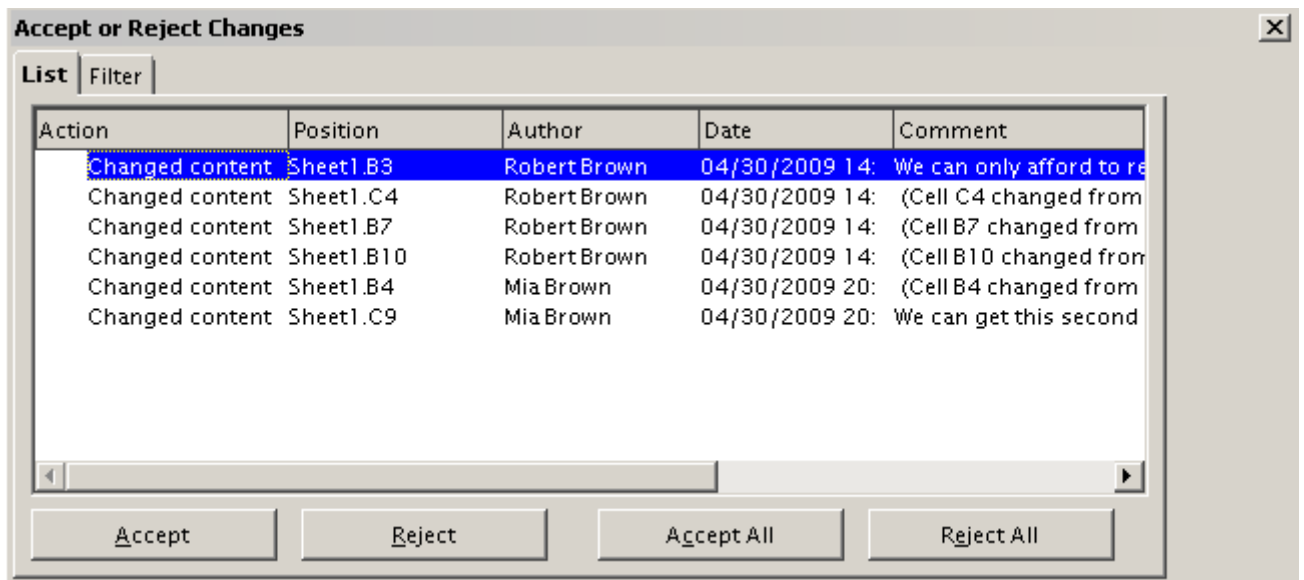 Accept or Reject Changes
List Filter
Action Position Author Date Comment
Changed content Sheet1.B3 Robert Brown 04/30/2009 14: We can only afford to re
Changed content Sheet1.C4 Robert Brown 04/30/2009 14: (Cell C4 changed from
Changed content Sheet1.B7 Robert Brown 04/30/2009 14: (Cell B7 changed from
Changed content Sheet1.B10 Robert Brown 04/30/2009 14: (Cell B10 changed from
Changed content Sheet1.B4 Mia Brown 04/30/2009 20: (Cell B4 changed from
Changed content Sheet1.C9 Mia Brown 04/30/2009 20: We can get this second
Accept Reject Accept All Reject All